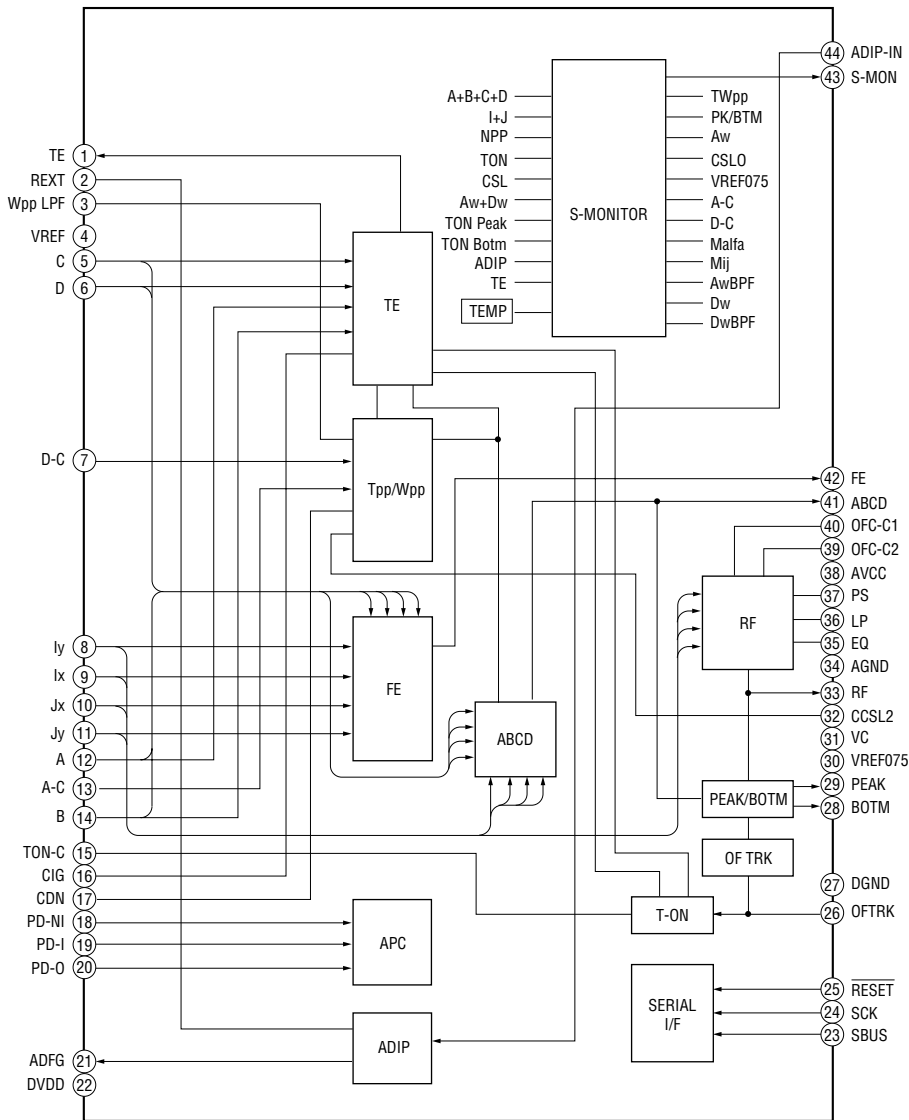 44 ADIP-IN
43 S-MON
A+B+C+D
I+J
NPP
TON
CSL
Aw+Dw
TON Peak
TON Botm
ADIP
TE
TEMP
S-MONITOR
TWpp
PK/BTM
Aw
CSLO
VREF075
A-C
D-C
Malfa
Mij
AwBPF
Dw
DwBPF
TE 1
REXT 2
Wpp LPF 3
VREF 4
C 5
D 6
TE
D-C 7
Tpp/Wpp
42 FE
41 ABCD
40 OFC-C1
39 OFC-C2
38 AVCC
37 PS
36 LP
35 EQ
34 AGND
33 RF
32 CCSL2
31 VC
30 VREF075
29 PEAK
28 BOTM
RF
Iy 8
Ix 9
Jx 10
Jy 11
A 12
A-C 13
B 14
FE
ABCD
PEAK/BOTM
OF TRK
TON-C 15
CIG 16
CDN 17
PD-NI 18
PD-I 19
PD-O 20
APC
T-ON
27 DGND
26 OFTRK
25 RESET
24 SCK
23 SBUS
SERIAL
I/F
ADIP
ADFG 21
DVDD 22